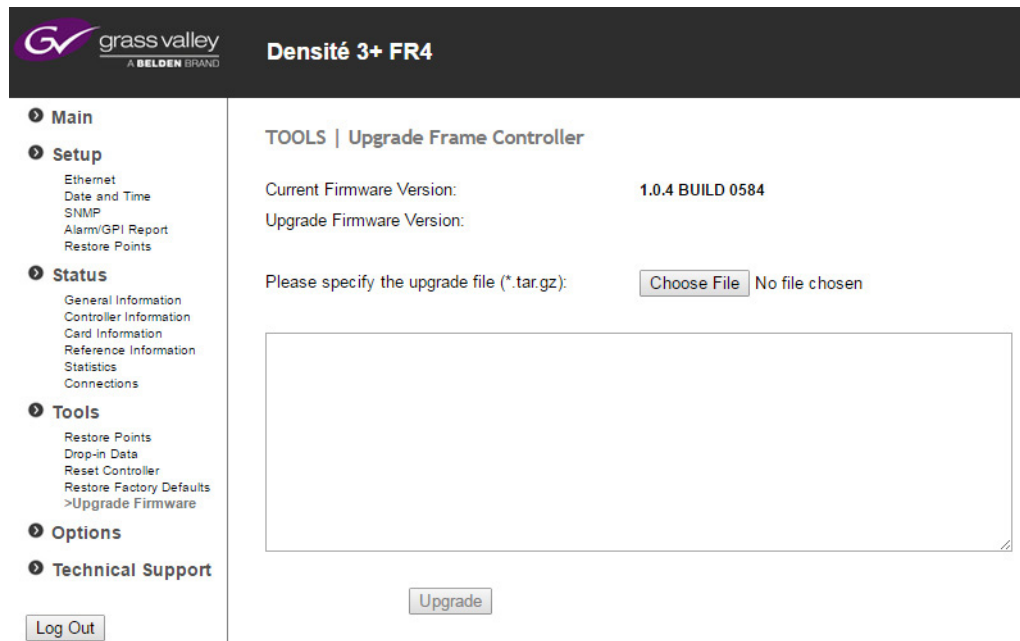 GV grass valley
A BELDEN BRAND
Densité 3+ FR4
Main
Setup
Ethernet
Date and Time
SNMP
Alarm/GPI Report
Restore Points
Status
General Information
Controller Information
Card Information
Reference Information
Statistics
Connections
Tools
Restore Points
Drop-in Data
Reset Controller
Restore Factory Defaults
>Upgrade Firmware
Options
Technical Support
Log Out
TOOLS | Upgrade Frame Controller
Current Firmware Version: 1.0.4 BUILD 0584
Upgrade Firmware Version:
Please specify the upgrade file (*.tar.gz): Choose File No file chosen
Upgrade